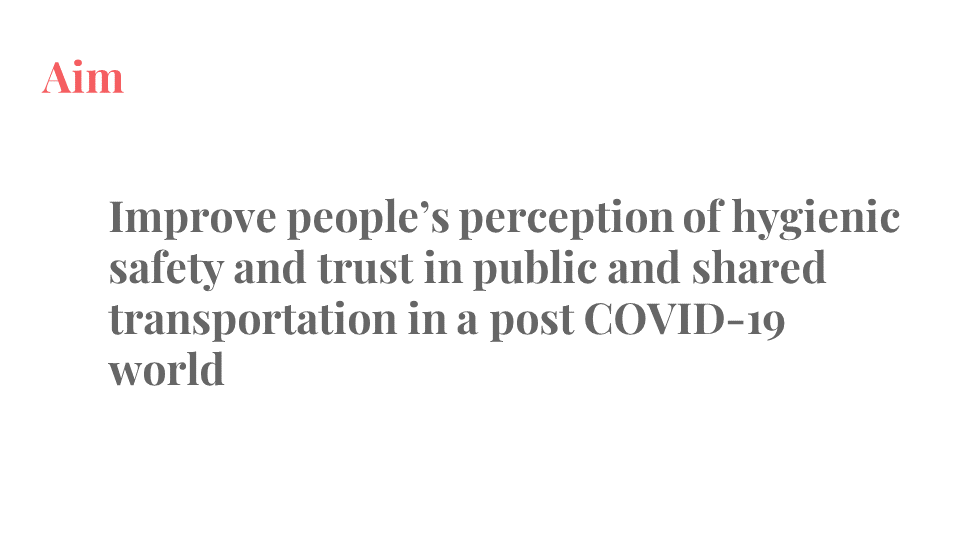 Aim
Improve people’s perception of hygienic
safety and trust in public and shared
transportation in a post COVID-19
world